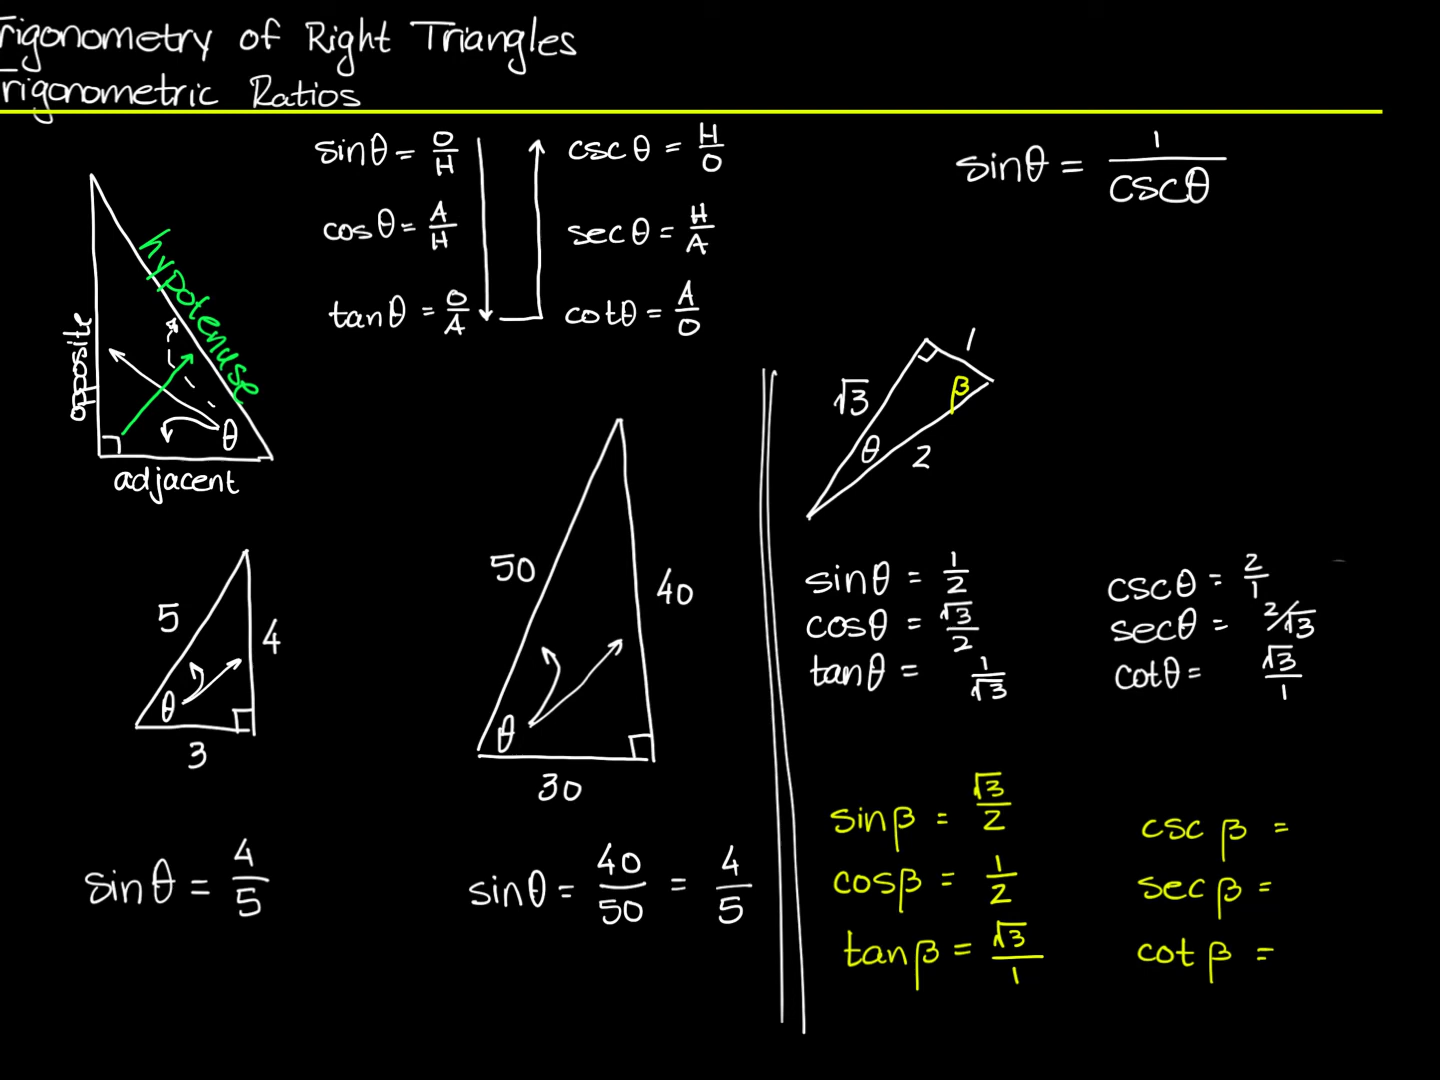 Trigonometry of Right Triangles
Trigonometric Ratios
sinθ = O/H
cosθ = A/H
tanθ = O/A
cscθ = H/O
secθ = H/A
cotθ = A/O
sinθ = 1/cscθ
opposite
hypotenuse
θ
adjacent
5
4
θ
3
sinθ = 4/5
50
40
θ
30
sinθ = 40/50 = 4/5
√3
1
β
θ
2
sinθ = 1/2
cosθ = √3/2
tanθ = 1/√3
cscθ = 2/1
secθ = 2/√3
cotθ = √3/1
sinβ = √3/2
cosβ = 1/2
tanβ = √3/1
csc β =
sec β =
cot β =